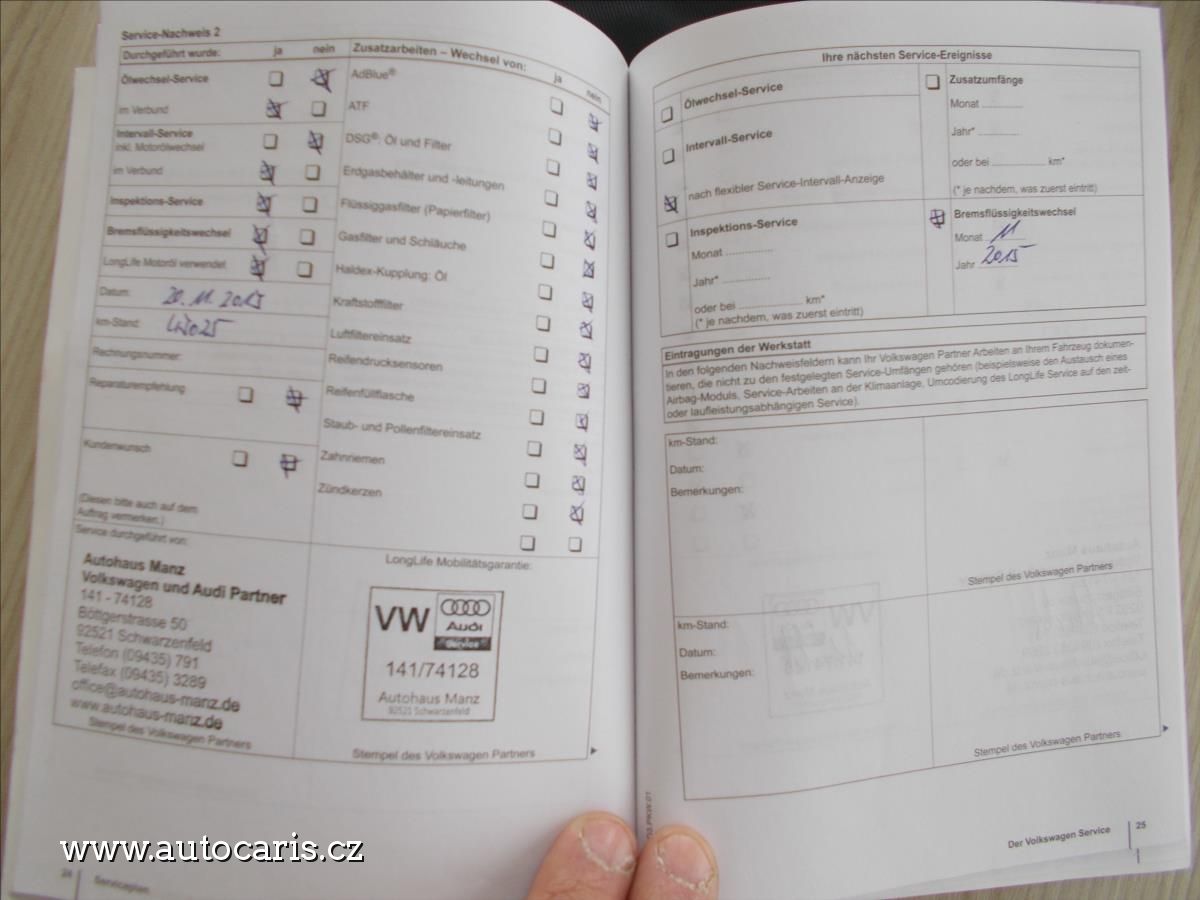 Service-Nachweis 2
Durchgeführt wurde: ja nein
Ölwechsel-Service
im Verbund
Intervall-Service
inkl. Motorölwechsel
im Verbund
Inspektions-Service
Bremsflüssigkeitswechsel
LongLife Motoröl verwendet
Datum: 20.11.2015
km-Stand:
Rechnungsnummer:
Reparaturempfehlung
Kundenwunsch
(Diesen bitte auch auf dem
Auftrag vermerken.)
Service durchgeführt von:
Autohaus Manz
Volkswagen und Audi Partner
141 - 74128
Böttgerstrasse 50
92521 Schwarzenfeld
Telefon (09435) 791
Telefax (09435) 3289
office@autohaus-manz.de
www.autohaus-manz.de
Stempel des Volkswagen Partners
Zusatzarbeiten – Wechsel von: ja nein
AdBlue®
ATF
DSG®: Öl und Filter
Erdgasbehälter und -leitungen
Flüssiggasfilter (Papierfilter)
Gasfilter und Schläuche
Haldex-Kupplung: Öl
Kraftstofffilter
Luftfiltereinsatz
Reifendrucksensoren
Reifenfüllflasche
Staub- und Pollenfiltereinsatz
Zahnriemen
Zündkerzen
LongLife Mobilitätsgarantie:
VW
Audi
Service
141/74128
Autohaus Manz
92521 Schwarzenfeld
Stempel des Volkswagen Partners
24 Serviceplan
Ihre nächsten Service-Ereignisse
Ölwechsel-Service
Intervall-Service
nach flexibler Service-Intervall-Anzeige
Inspektions-Service
Monat ..............
Jahr* ..............
oder bei ....................... km*
(* je nachdem, was zuerst eintritt)
Zusatzumfänge
Monat ..............
Jahr* ..............
oder bei .................. km*
(* je nachdem, was zuerst eintritt)
Bremsflüssigkeitswechsel
Monat 11
Jahr 2015
Eintragungen der Werkstatt
In den folgenden Nachweisfeldern kann Ihr Volkswagen Partner Arbeiten an Ihrem Fahrzeug dokumen-
tieren, die nicht zu den festgelegten Service-Umfängen gehören (beispielsweise den Austausch eines
Airbag-Moduls, Service-Arbeiten an der Klimaanlage, Umcodierung des LongLife Service auf den zeit-
oder laufleistungsabhängigen Service).
km-Stand:
Datum:
Bemerkungen:
Stempel des Volkswagen Partners
km-Stand:
Datum:
Bemerkungen:
Stempel des Volkswagen Partners
Der Volkswagen Service 25
www.autocaris.cz